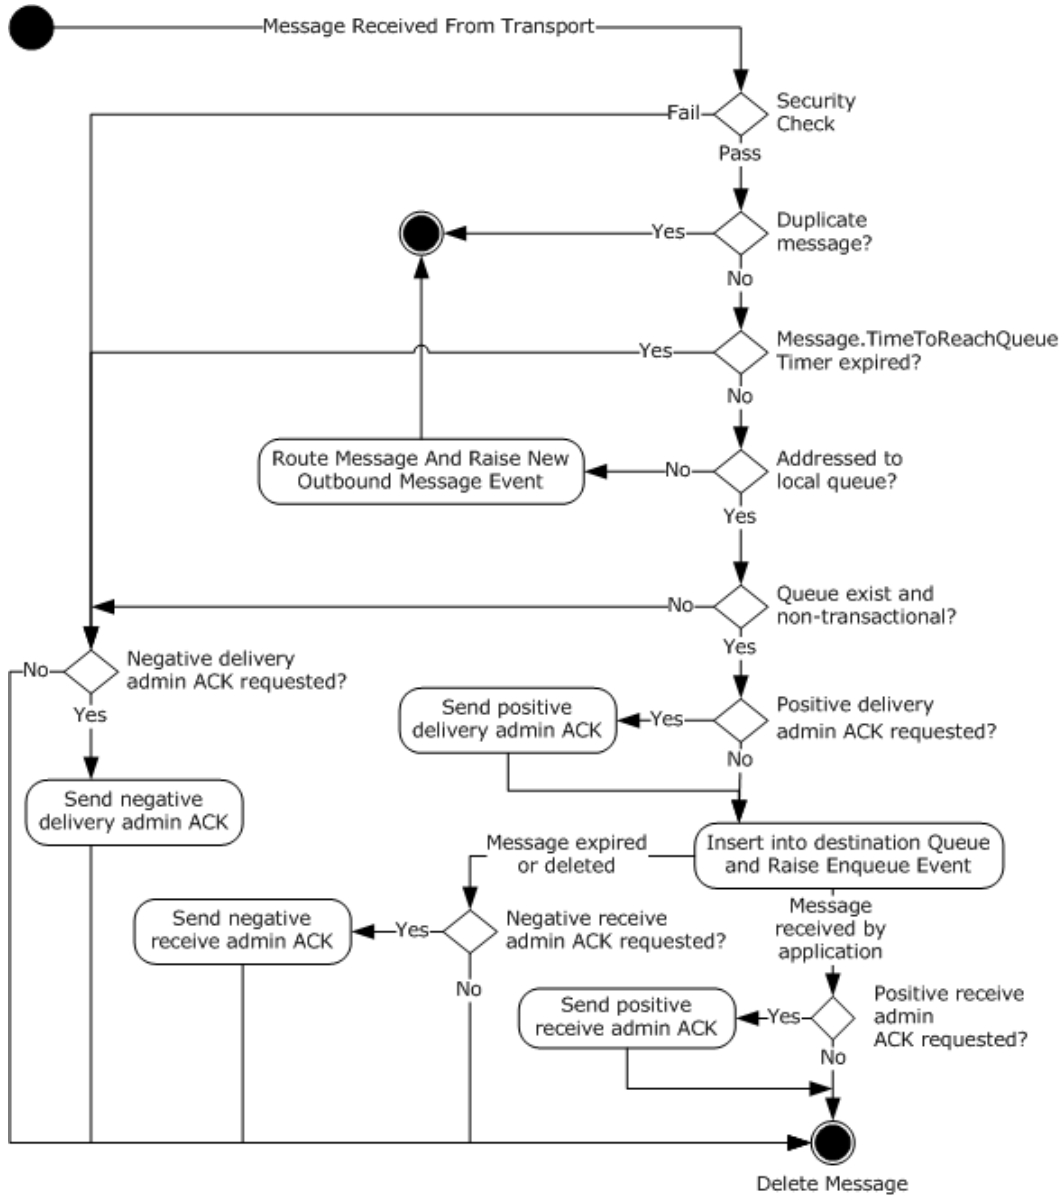 Message Received From Transport
Security
Check
Fail
Pass
Duplicate
message?
Yes
No
Message.TimeToReachQueue
Timer expired?
Yes
No
Route Message And Raise New
Outbound Message Event
No
Addressed to
local queue?
Yes
Queue exist and
non-transactional?
No
Yes
No
Negative delivery
admin ACK requested?
Yes
Send positive
delivery admin ACK
Yes
Positive delivery
admin ACK requested?
No
Send negative
delivery admin ACK
Message expired
or deleted
Insert into destination Queue
and Raise Enqueue Event
Send negative
receive admin ACK
Yes
Negative receive
admin ACK requested?
No
Message
received by
application
Send positive
receive admin ACK
Yes
Positive receive
admin
ACK requested?
No
Delete Message